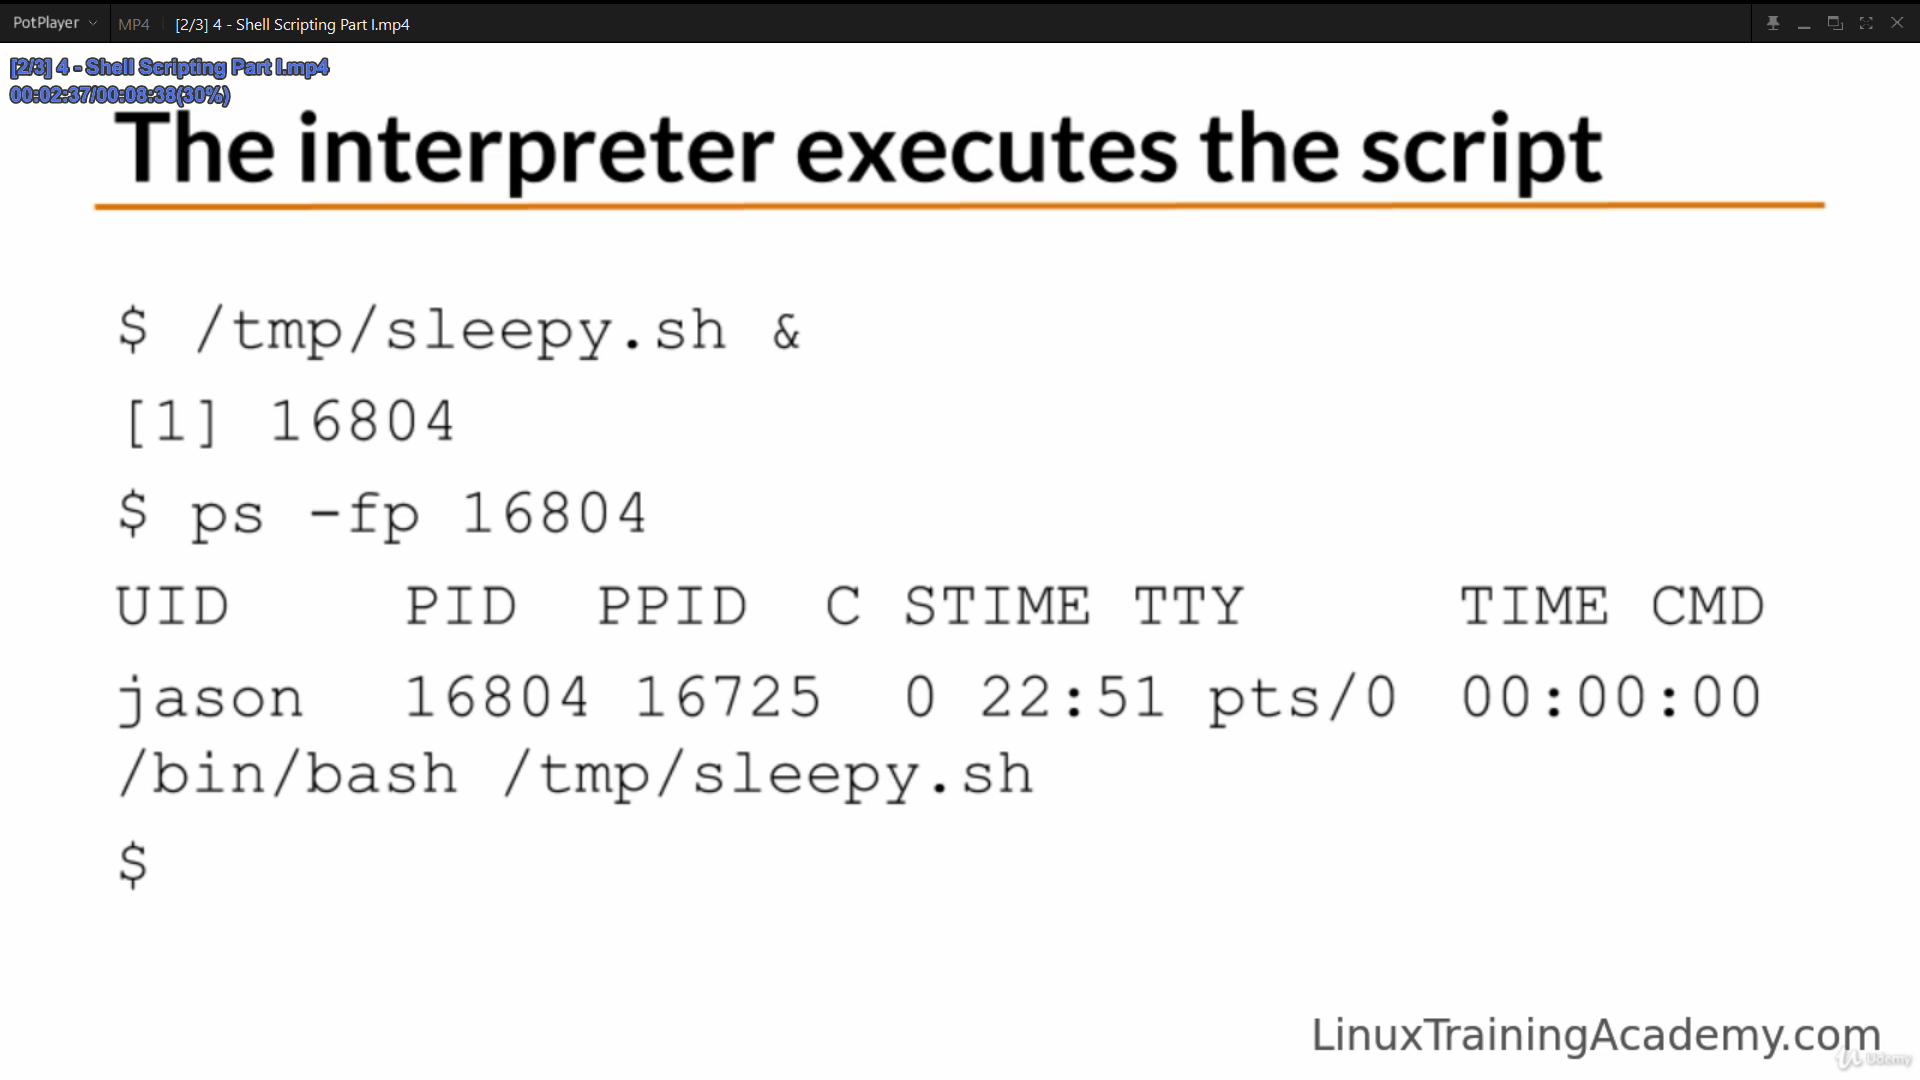 PotPlayer MP4 [2/3] 4 - Shell Scripting Part I.mp4
[2/3] 4 - Shell Scripting Part I.mp4
00:02:37/00:08:38(30%)
The interpreter executes the script
$ /tmp/sleepy.sh &
[1] 16804
$ ps -fp 16804
UID PID PPID C STIME TTY TIME CMD
jason 16804 16725 0 22:51 pts/0 00:00:00
/bin/bash /tmp/sleepy.sh
$
LinuxTrainingAcademy.com
Udemy